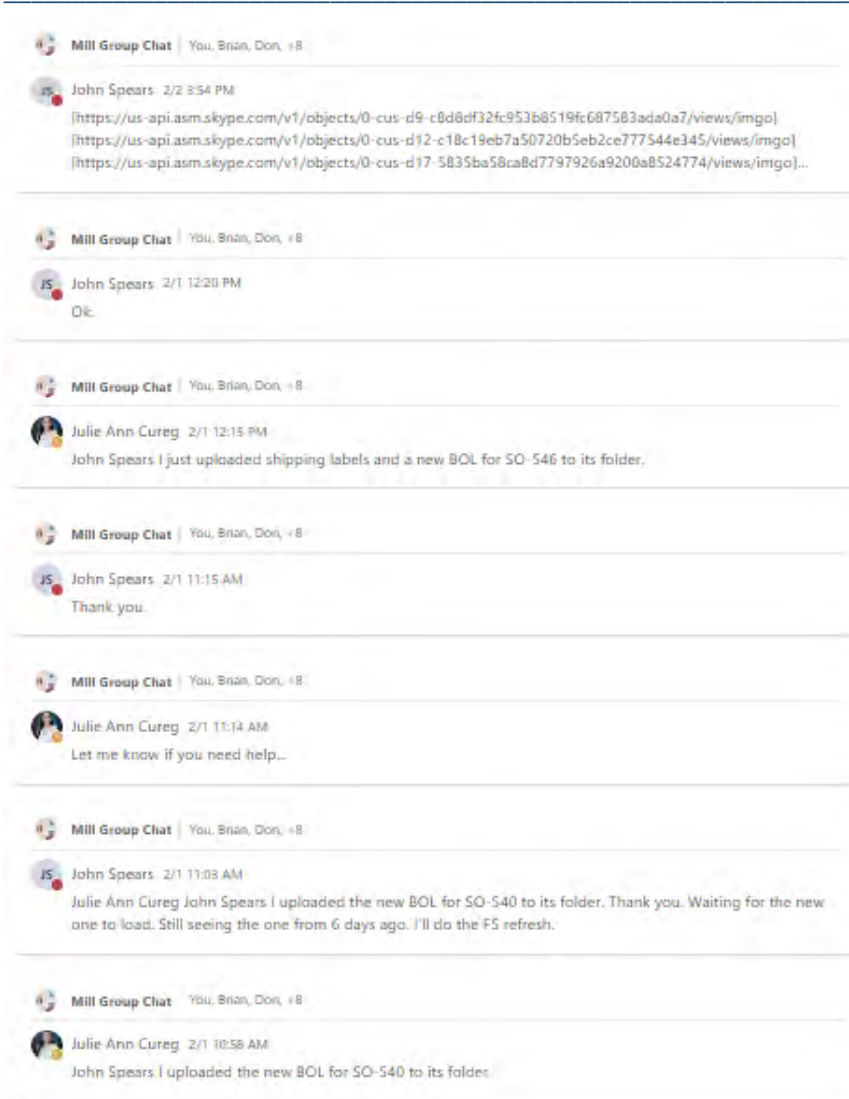 Mill Group Chat | You, Brian, Don, +8
JS John Spears 2/2 3:54 PM
[https://us-api.asm.skype.com/v1/objects/0-cus-d9-c8d8df32fc953b8519fc687583ada0a7/views/imgo]
[https://us-api.asm.skype.com/v1/objects/0-cus-d12-c18c19eb7a50720b5eb2ce777544e345/views/imgo]
[https://us-api.asm.skype.com/v1/objects/0-cus-d17-5835ba58ca8d7797926a9200a8524774/views/imgo]...
Mill Group Chat | You, Brian, Don, +8
JS John Spears 2/1 12:20 PM
Ok.
Mill Group Chat | You, Brian, Don, +8
Julie Ann Cureg 2/1 12:15 PM
John Spears I just uploaded shipping labels and a new BOL for SO-546 to its folder.
Mill Group Chat | You, Brian, Don, +8
JS John Spears 2/1 11:15 AM
Thank you.
Mill Group Chat | You, Brian, Don, +8
Julie Ann Cureg 2/1 11:14 AM
Let me know if you need help...
Mill Group Chat | You, Brian, Don, +8
JS John Spears 2/1 11:03 AM
Julie Ann Cureg John Spears I uploaded the new BOL for SO-540 to its folder. Thank you. Waiting for the new
one to load. Still seeing the one from 6 days ago. I'll do the FS refresh.
Mill Group Chat You, Brian, Don, +8
Julie Ann Cureg 2/1 10:58 AM
John Spears I uploaded the new BOL for SO-540 to its folder.